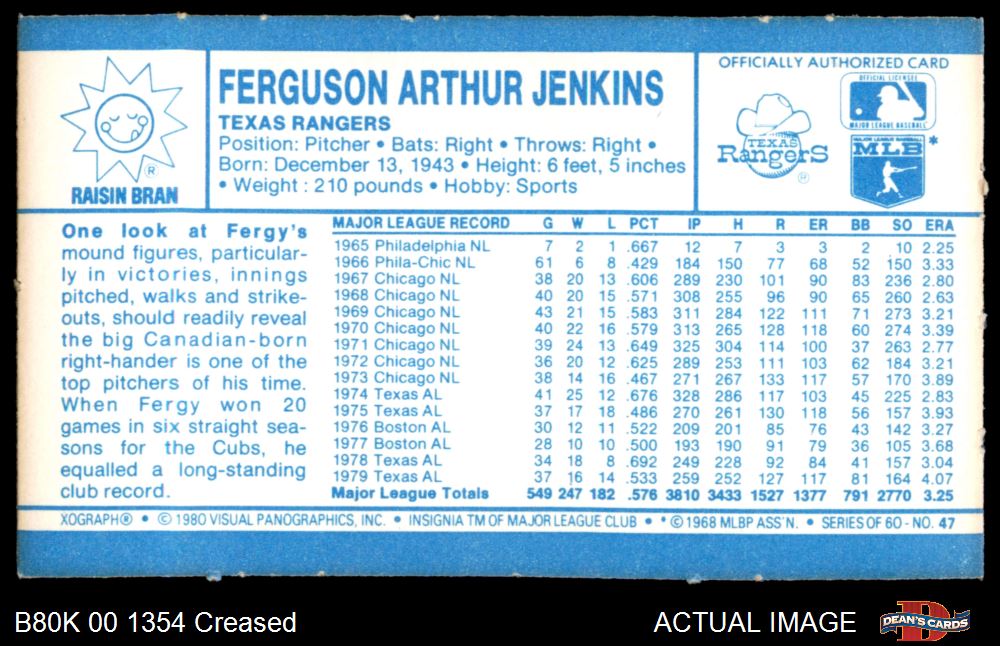 RAISIN BRAN
®
FERGUSON ARTHUR JENKINS
TEXAS RANGERS
Position: Pitcher • Bats: Right • Throws: Right •
Born: December 13, 1943 • Height: 6 feet, 5 inches
• Weight : 210 pounds • Hobby: Sports
OFFICIALLY AUTHORIZED CARD
TEXAS
RangerS
®
OFFICIAL LICENSEE
MAJOR LEAGUE BASEBALL
MAJOR LEAGUE BASEBALL
MLB *
One look at Fergy's
mound figures, particular-
ly in victories, innings
pitched, walks and strike-
outs, should readily reveal
the big Canadian-born
right-hander is one of the
top pitchers of his time.
When Fergy won 20
games in six straight sea-
sons for the Cubs, he
equalled a long-standing
club record.
MAJOR LEAGUE RECORD G W L PCT IP H R ER BB SO ERA
1965 Philadelphia NL 7 2 1 .667 12 7 3 3 2 10 2.25
1966 Phila-Chic NL 61 6 8 .429 184 150 77 68 52 150 3.33
1967 Chicago NL 38 20 13 .606 289 230 101 90 83 236 2.80
1968 Chicago NL 40 20 15 .571 308 255 96 90 65 260 2.63
1969 Chicago NL 43 21 15 .583 311 284 122 111 71 273 3.21
1970 Chicago NL 40 22 16 .579 313 265 128 118 60 274 3.39
1971 Chicago NL 39 24 13 .649 325 304 114 100 37 263 2.77
1972 Chicago NL 36 20 12 .625 289 253 111 103 62 184 3.21
1973 Chicago NL 38 14 16 .467 271 267 133 117 57 170 3.89
1974 Texas AL 41 25 12 .676 328 286 117 103 45 225 2.83
1975 Texas AL 37 17 18 .486 270 261 130 118 56 157 3.93
1976 Boston AL 30 12 11 .522 209 201 85 76 43 142 3.27
1977 Boston AL 28 10 10 .500 193 190 91 79 36 105 3.68
1978 Texas AL 34 18 8 .692 249 228 92 84 41 157 3.04
1979 Texas AL 37 16 14 .533 259 252 127 117 81 164 4.07
Major League Totals 549 247 182 .576 3810 3433 1527 1377 791 2770 3.25
XOGRAPH® • © 1980 VISUAL PANOGRAPHICS, INC. • INSIGNIA TM OF MAJOR LEAGUE CLUB • * © 1968 MLBP ASS'N. • SERIES OF 60 - NO. 47
B80K 00 1354 Creased
ACTUAL IMAGE
D
DEAN'S CARDS